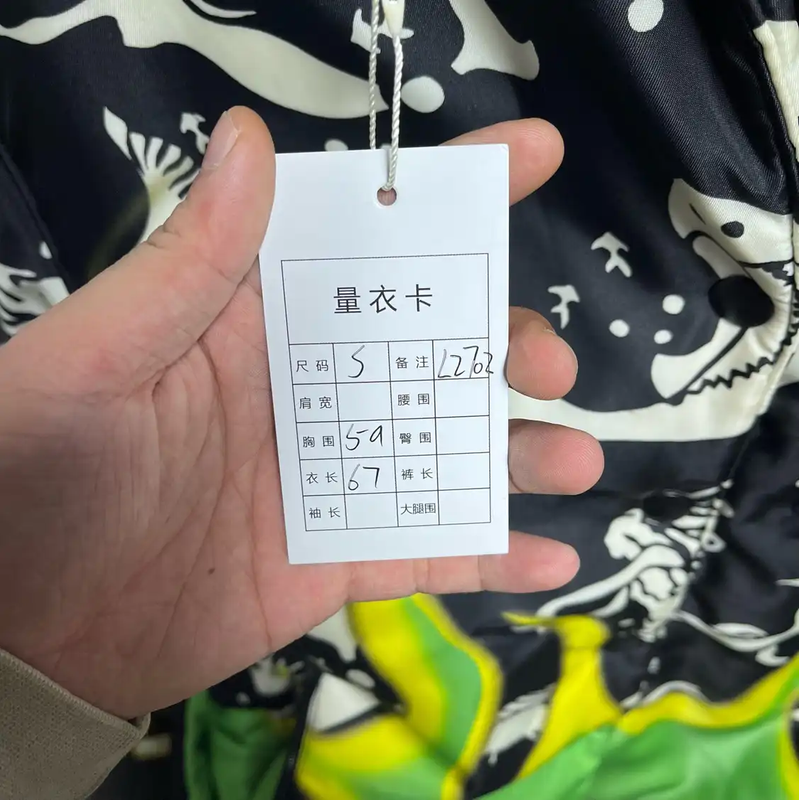 量衣卡
尺码 S 备注 L2702
肩宽 腰围
胸围 59 臀围
衣长 67 裤长
袖长 大腿围